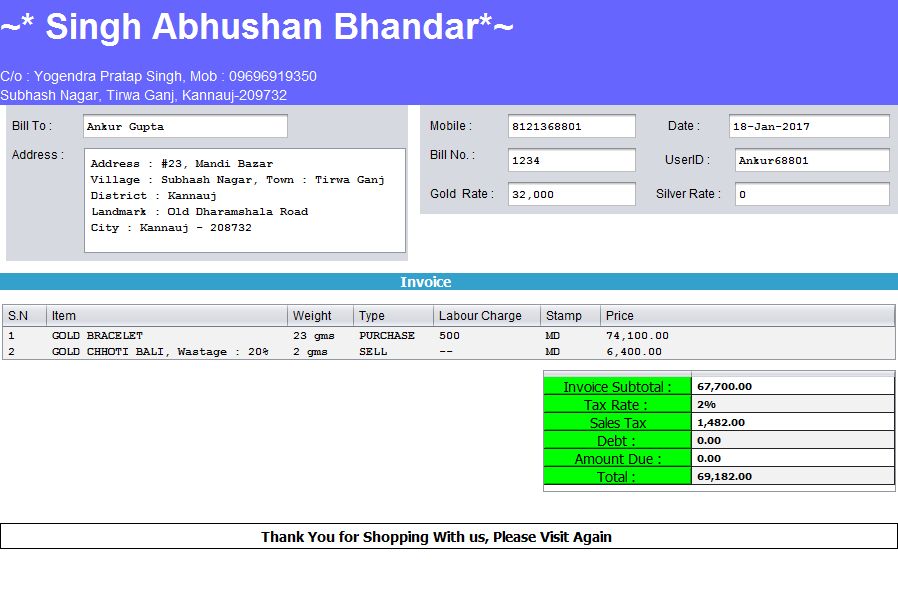 ~* Singh Abhushan Bhandar*~
C/o : Yogendra Pratap Singh, Mob : 09696919350
Subhash Nagar, Tirwa Ganj, Kannauj-209732
Bill To : Ankur Gupta
Address :
Address : #23, Mandi Bazar
Village : Subhash Nagar, Town : Tirwa Ganj
District : Kannauj
Landmark : Old Dharamshala Road
City : Kannauj - 208732
Mobile : 8121368801 Date : 18-Jan-2017
Bill No. : 1234 UserID : Ankur68801
Gold Rate : 32,000 Silver Rate : 0
Invoice
S.N Item Weight Type Labour Charge Stamp Price
1 GOLD BRACELET 23 gms PURCHASE 500 MD 74,100.00
2 GOLD CHHOTI BALI, Wastage : 20% 2 gms SELL -- MD 6,400.00
Invoice Subtotal : 67,700.00
Tax Rate : 2%
Sales Tax 1,482.00
Debt : 0.00
Amount Due : 0.00
Total : 69,182.00
Thank You for Shopping With us, Please Visit Again